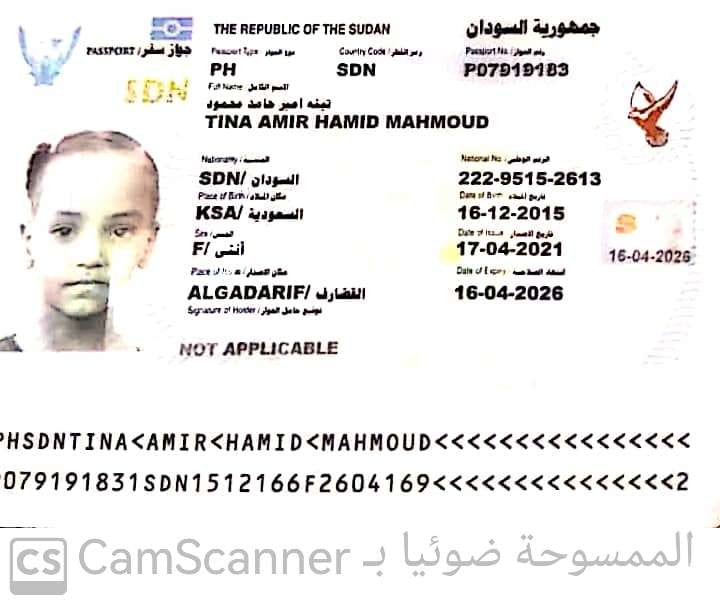 THE REPUBLIC OF THE SUDAN جمهورية السودان
PASSPORT / جواز سفر Passport Type نوع الجواز Country Code / رمز القطر Passport No. / رقم الجواز
PH SDN P07919183
SDN
Full Name الاسم الكامل
تينه امير حامد محمود
TINA AMIR HAMID MAHMOUD
Nationality الجنسية National No. / الرقم الوطني
SDN/ السودان 222-9515-2613
Place of Birth / مكان الميلاد Date of Birth تاريخ الميلاد
KSA/ السعودية 16-12-2015
Sex / الجنس Date of Issue تاريخ الاصدار
F/ أنثى 17-04-2021
S
16-04-2026
Place of Issue مكان الاصدار Date of Expiry
ALGADARIF/ القضارف 16-04-2026
Signature of Holder / توقيع حامل الجواز
NOT APPLICABLE
PHSDNTINA<AMIR<HAMID<MAHMOUD<<<<<<<<<<<<<<<<
P079191831SDN1512166F2604169<<<<<<<<<<<<<<<2
CS CamScanner الممسوحة ضوئيا بـ